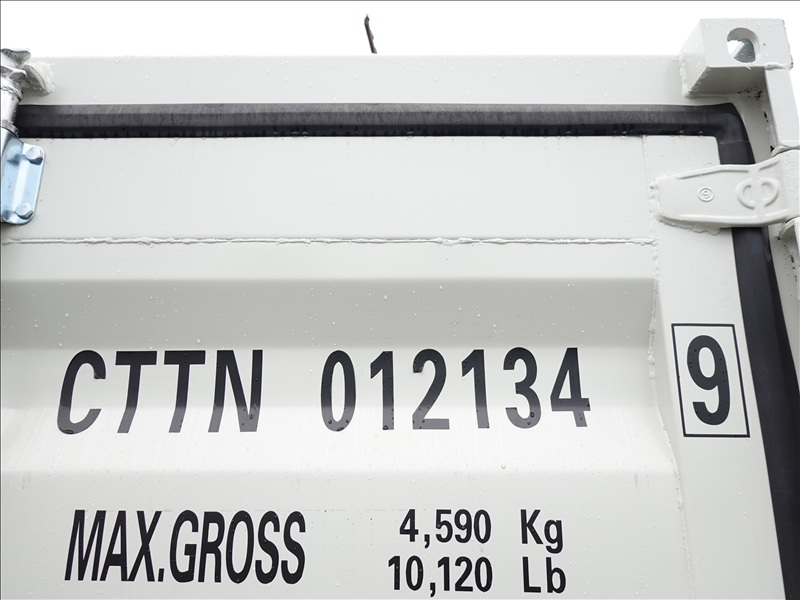 CTTN 012134 9
MAX.GROSS 4,590 Kg
10,120 Lb